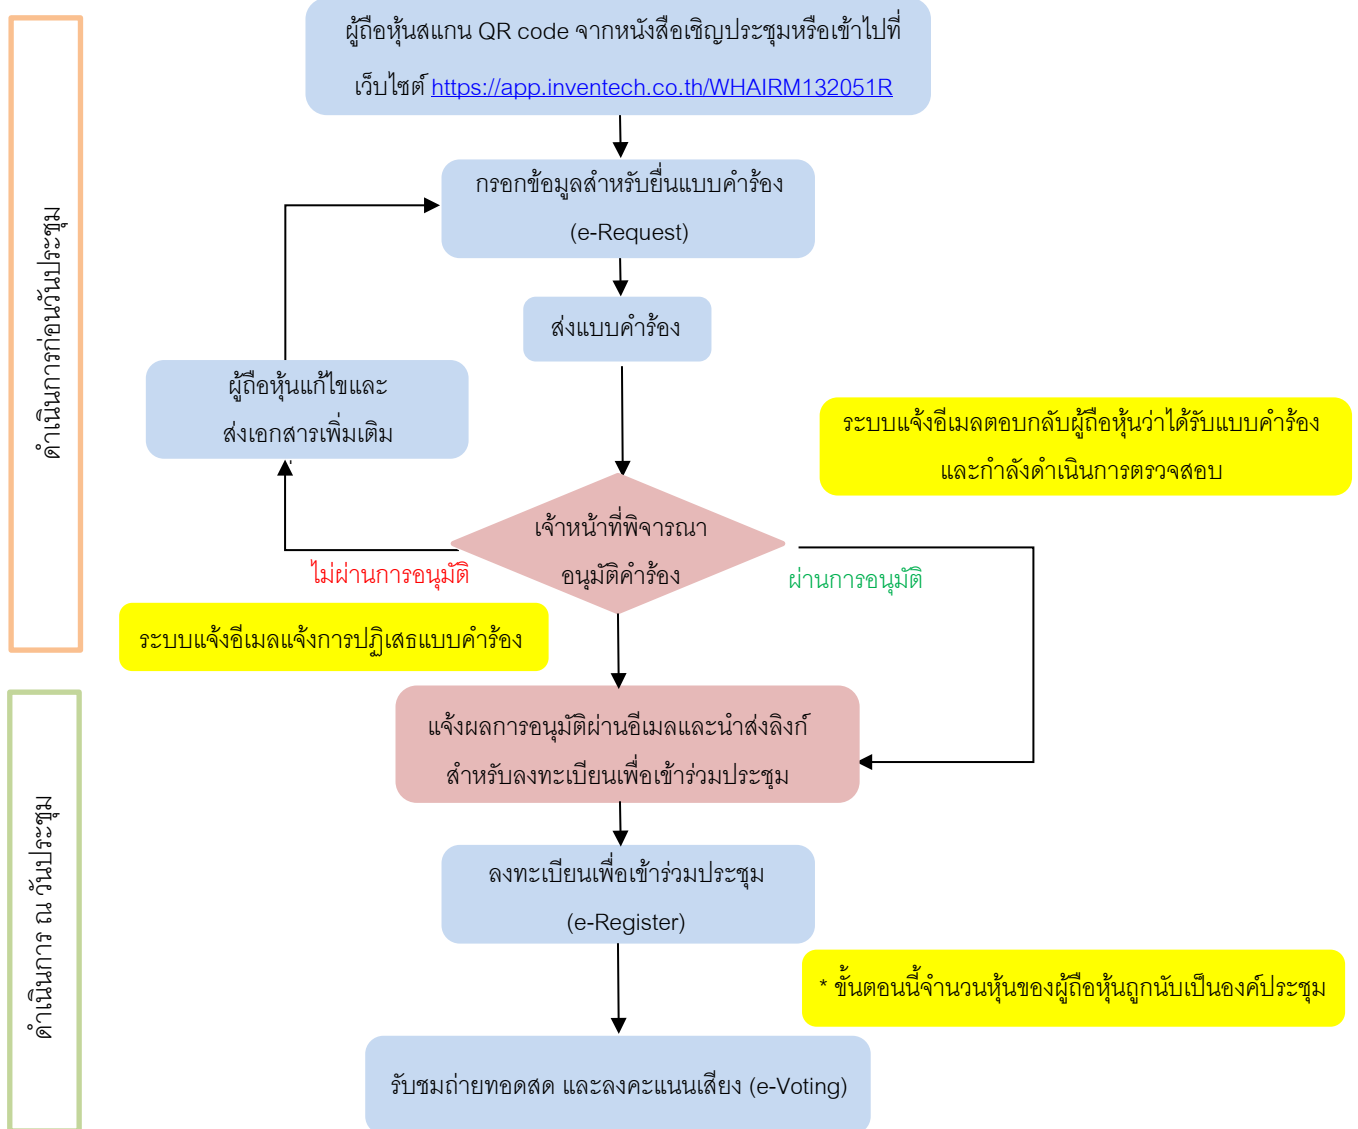 ผู้ถือหุ้นสแกน QR code จากหนังสือเชิญประชุมหรือเข้าไปที่
เว็บไซต์ https://app.inventech.co.th/WHAIRM132051R
ดำเนินการก่อนวันประชุม
กรอกข้อมูลสำหรับยื่นแบบคำร้อง
(e-Request)
ส่งแบบคำร้อง
ผู้ถือหุ้นแก้ไขและ
ส่งเอกสารเพิ่มเติม
ระบบแจ้งอีเมลตอบกลับผู้ถือหุ้นว่าได้รับแบบคำร้อง
และกำลังดำเนินการตรวจสอบ
เจ้าหน้าที่พิจารณา
อนุมัติคำร้อง
ไม่ผ่านการอนุมัติ
ผ่านการอนุมัติ
ระบบแจ้งอีเมลแจ้งการปฏิเสธแบบคำร้อง
แจ้งผลการอนุมัติผ่านอีเมลและนำส่งลิงก์
สำหรับลงทะเบียนเพื่อเข้าร่วมประชุม
ดำเนินการ ณ วันประชุม
ลงทะเบียนเพื่อเข้าร่วมประชุม
(e-Register)
* ขั้นตอนนี้จำนวนหุ้นของผู้ถือหุ้นถูกนับเป็นองค์ประชุม
รับชมถ่ายทอดสด และลงคะแนนเสียง (e-Voting)